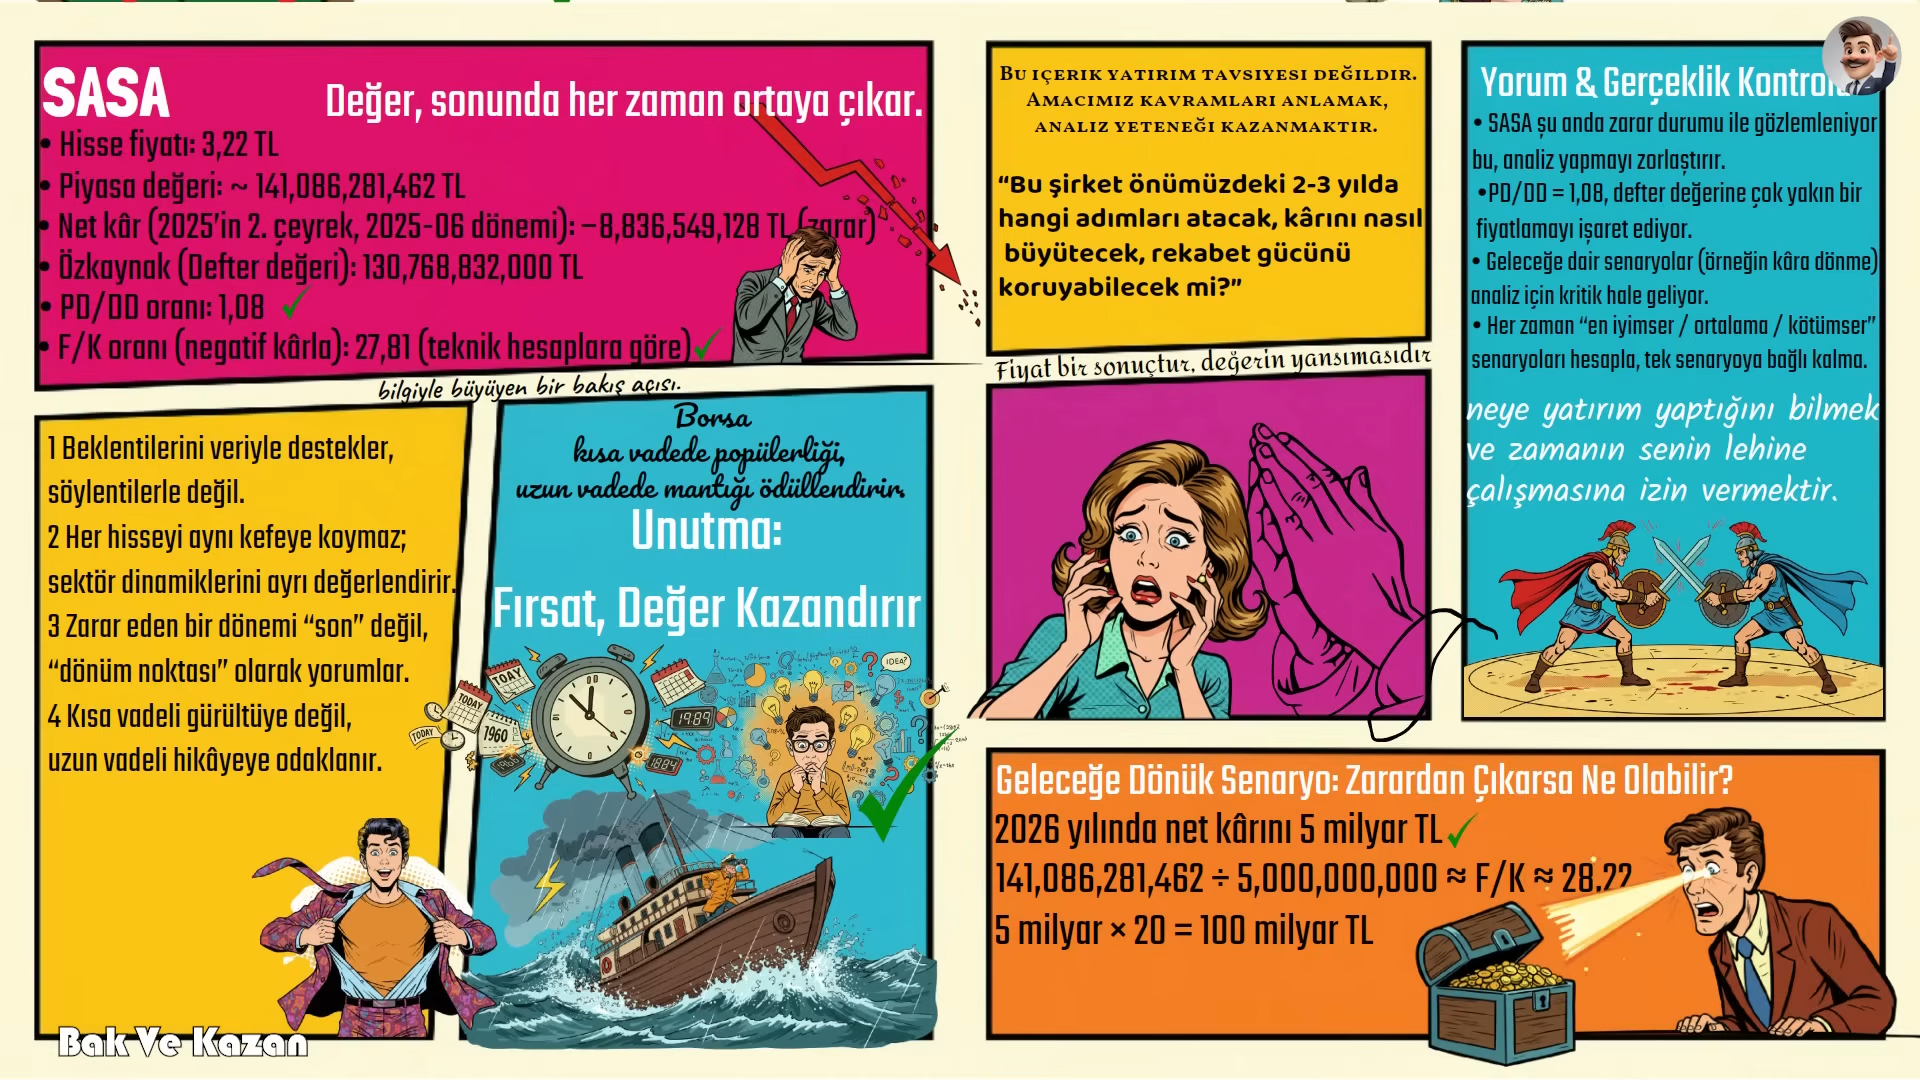 SASA
Değer, sonunda her zaman ortaya çıkar.
• Hisse fiyatı: 3,22 TL
• Piyasa değeri: ~ 141,086,281,462 TL
• Net kâr (2025'in 2. çeyrek, 2025-06 dönemi): −8,836,549,128 TL (zarar)
• Özkaynak (Defter değeri): 130,768,832,000 TL
• PD/DD oranı: 1,08
• F/K oranı (negatif kârla): 27,81 (teknik hesaplara göre)
bilgiyle büyüyen bir bakış açısı.
1 Beklentilerini veriyle destekler,
söylentilerle değil.
2 Her hisseyi aynı kefeye koymaz;
sektör dinamiklerini ayrı değerlendirir.
3 Zarar eden bir dönemi “son” değil,
“dönüm noktası” olarak yorumlar.
4 Kısa vadeli gürültüye değil,
uzun vadeli hikâyeye odaklanır.
Bak Ve Kazan
Borsa
kısa vadede popülerliği,
uzun vadede mantığı ödüllendirir.
Unutma:
Fırsat, Değer Kazandırır
TOAY
TODAY
TODAY
1960
1989
1884
IDEA?
BU IÇERIK YATIRIM TAVSIYESI DEĞILDIR.
AMACIMIZ KAVRAMLARI ANLAMAK,
ANALIZ YETENEĞI KAZANMAKTIR.
“Bu şirket önümüzdeki 2-3 yılda
hangi adımları atacak, kârını nasıl
büyütecek, rekabet gücünü
koruyabilecek mi?”
Fiyat bir sonuçtur, değerin yansımasıdır
Yorum & Gerçeklik
• SASA şu anda zarar durumu ile gözlemleniyor
bu, analiz yapmayı zorlaştırır.
•PD/DD = 1,08, defter değerine çok yakın bir
fiyatlamayı işaret ediyor.
• Geleceğe dair senaryolar (örneğin kâra dönme)
analiz için kritik hale geliyor.
• Her zaman “en iyimser / ortalama / kötümser”
senaryoları hesapla, tek senaryoya bağlı kalma.
neye yatırım yaptığını bilmek
ve zamanın senin lehine
çalışmasına izin vermektir.
Geleceğe Dönük Senaryo: Zarardan Çıkarsa Ne Olabilir?
2026 yılında net kârını 5 milyar TL
141,086,281,462 ÷ 5,000,000,000 ≈ F/K ≈ 28,22
5 milyar × 20 = 100 milyar TL